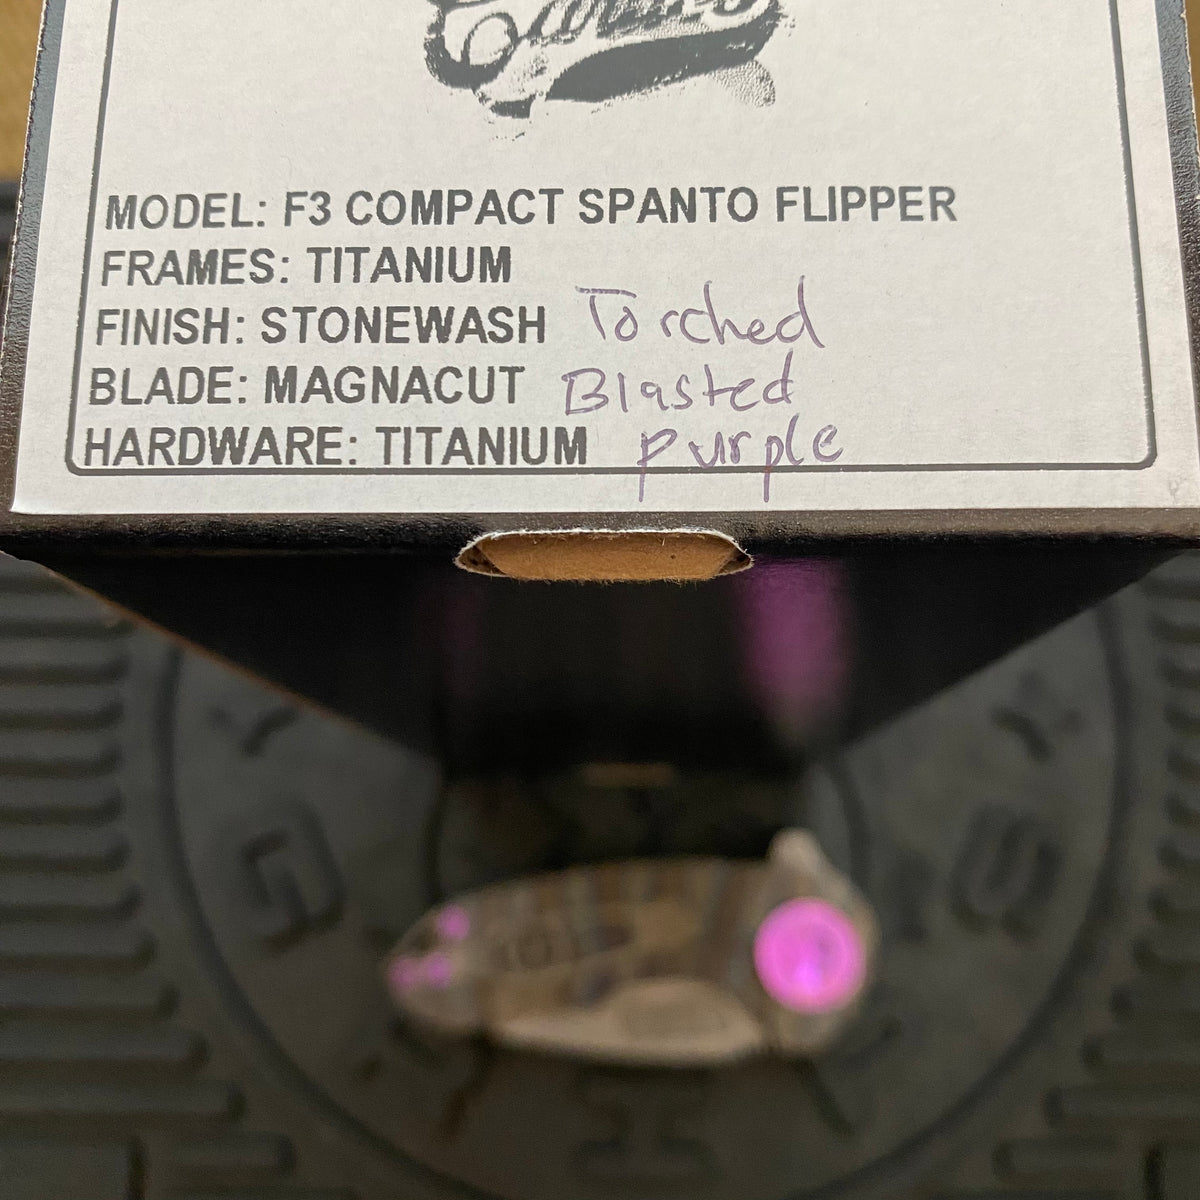 MODEL: F3 COMPACT SPANTO FLIPPER
FRAMES: TITANIUM
FINISH: STONEWASH Torched
BLADE: MAGNACUT Blasted
HARDWARE: TITANIUM purple